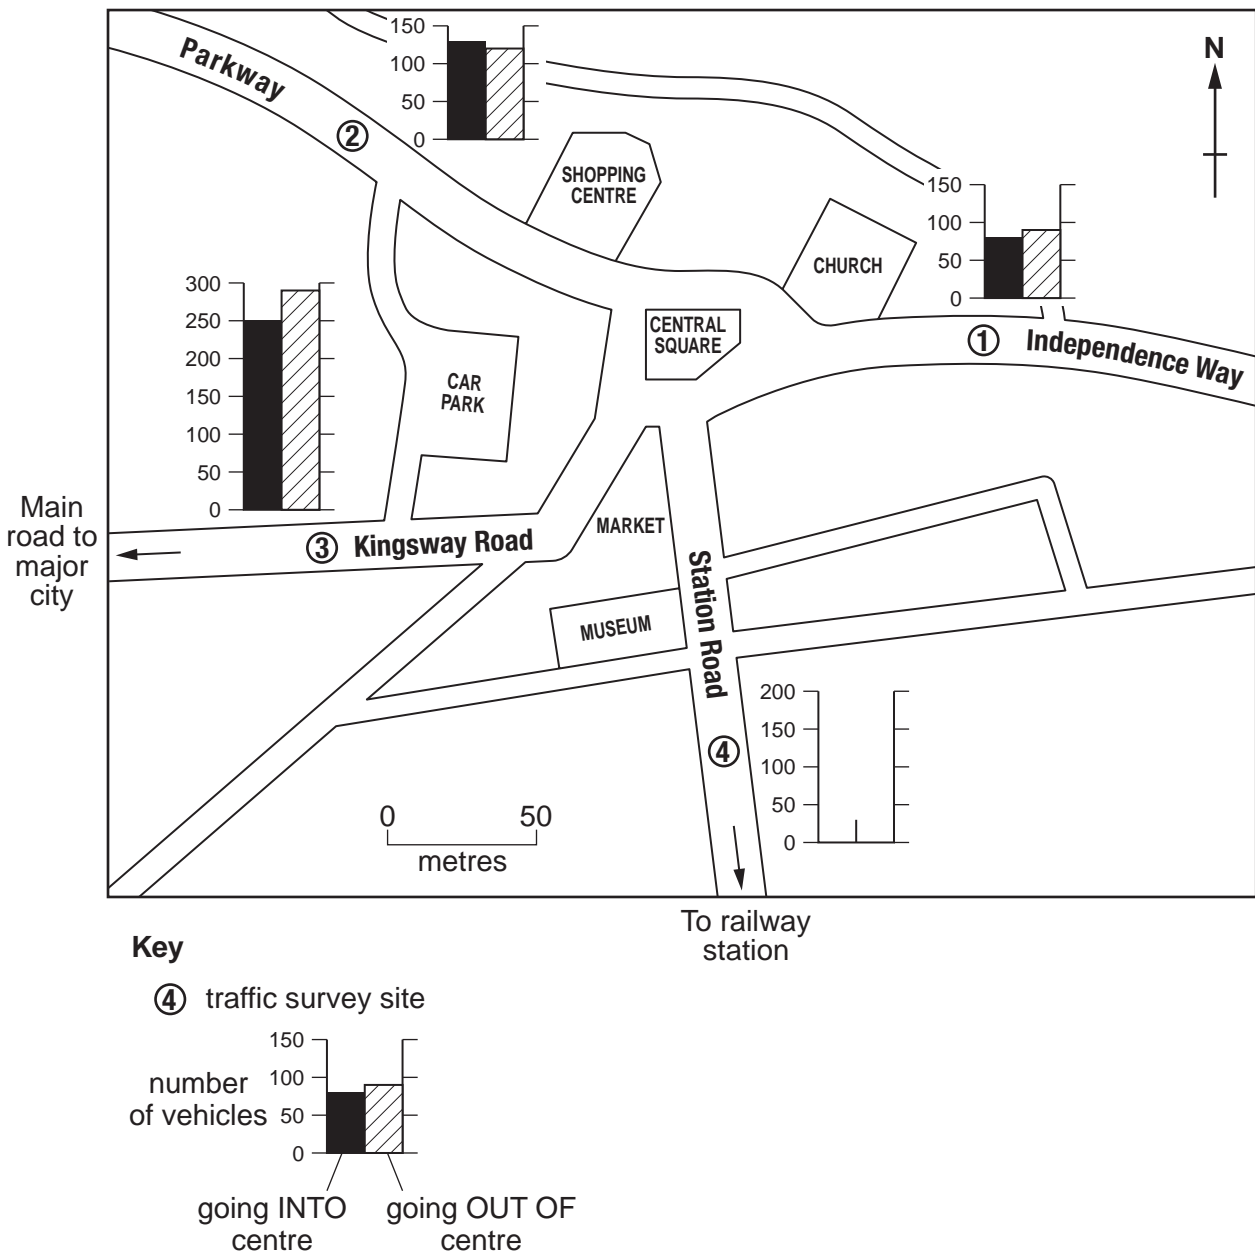 Parkway
150
100
50
0
N
②
SHOPPING
CENTRE
150
100
50
0
CHURCH
300
250
200
150
100
50
0
CENTRAL
SQUARE
①
Independence Way
CAR
PARK
Main
road to
major
city
③ Kingsway Road
MARKET
Station Road
MUSEUM
200
150
100
50
0
④
0 50
metres
To railway
station
Key
④ traffic survey site
150
100
50
0
number
of vehicles
going INTO
centre
going OUT OF
centre